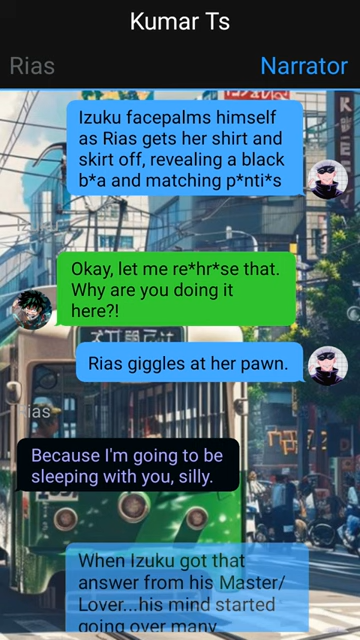 Kumar Ts
Rias
Narrator
Izuku facepalms himself
as Rias gets her shirt and
skirt off, revealing a black
b*a and matching p*nti*s
Okay, let me re*hr*se that.
Why are you doing it
here?!
Rias giggles at her pawn.
Rias
Because I'm going to be
sleeping with you, silly.
When Izuku got that
answer from his Master/
Lover...his mind started
going over many